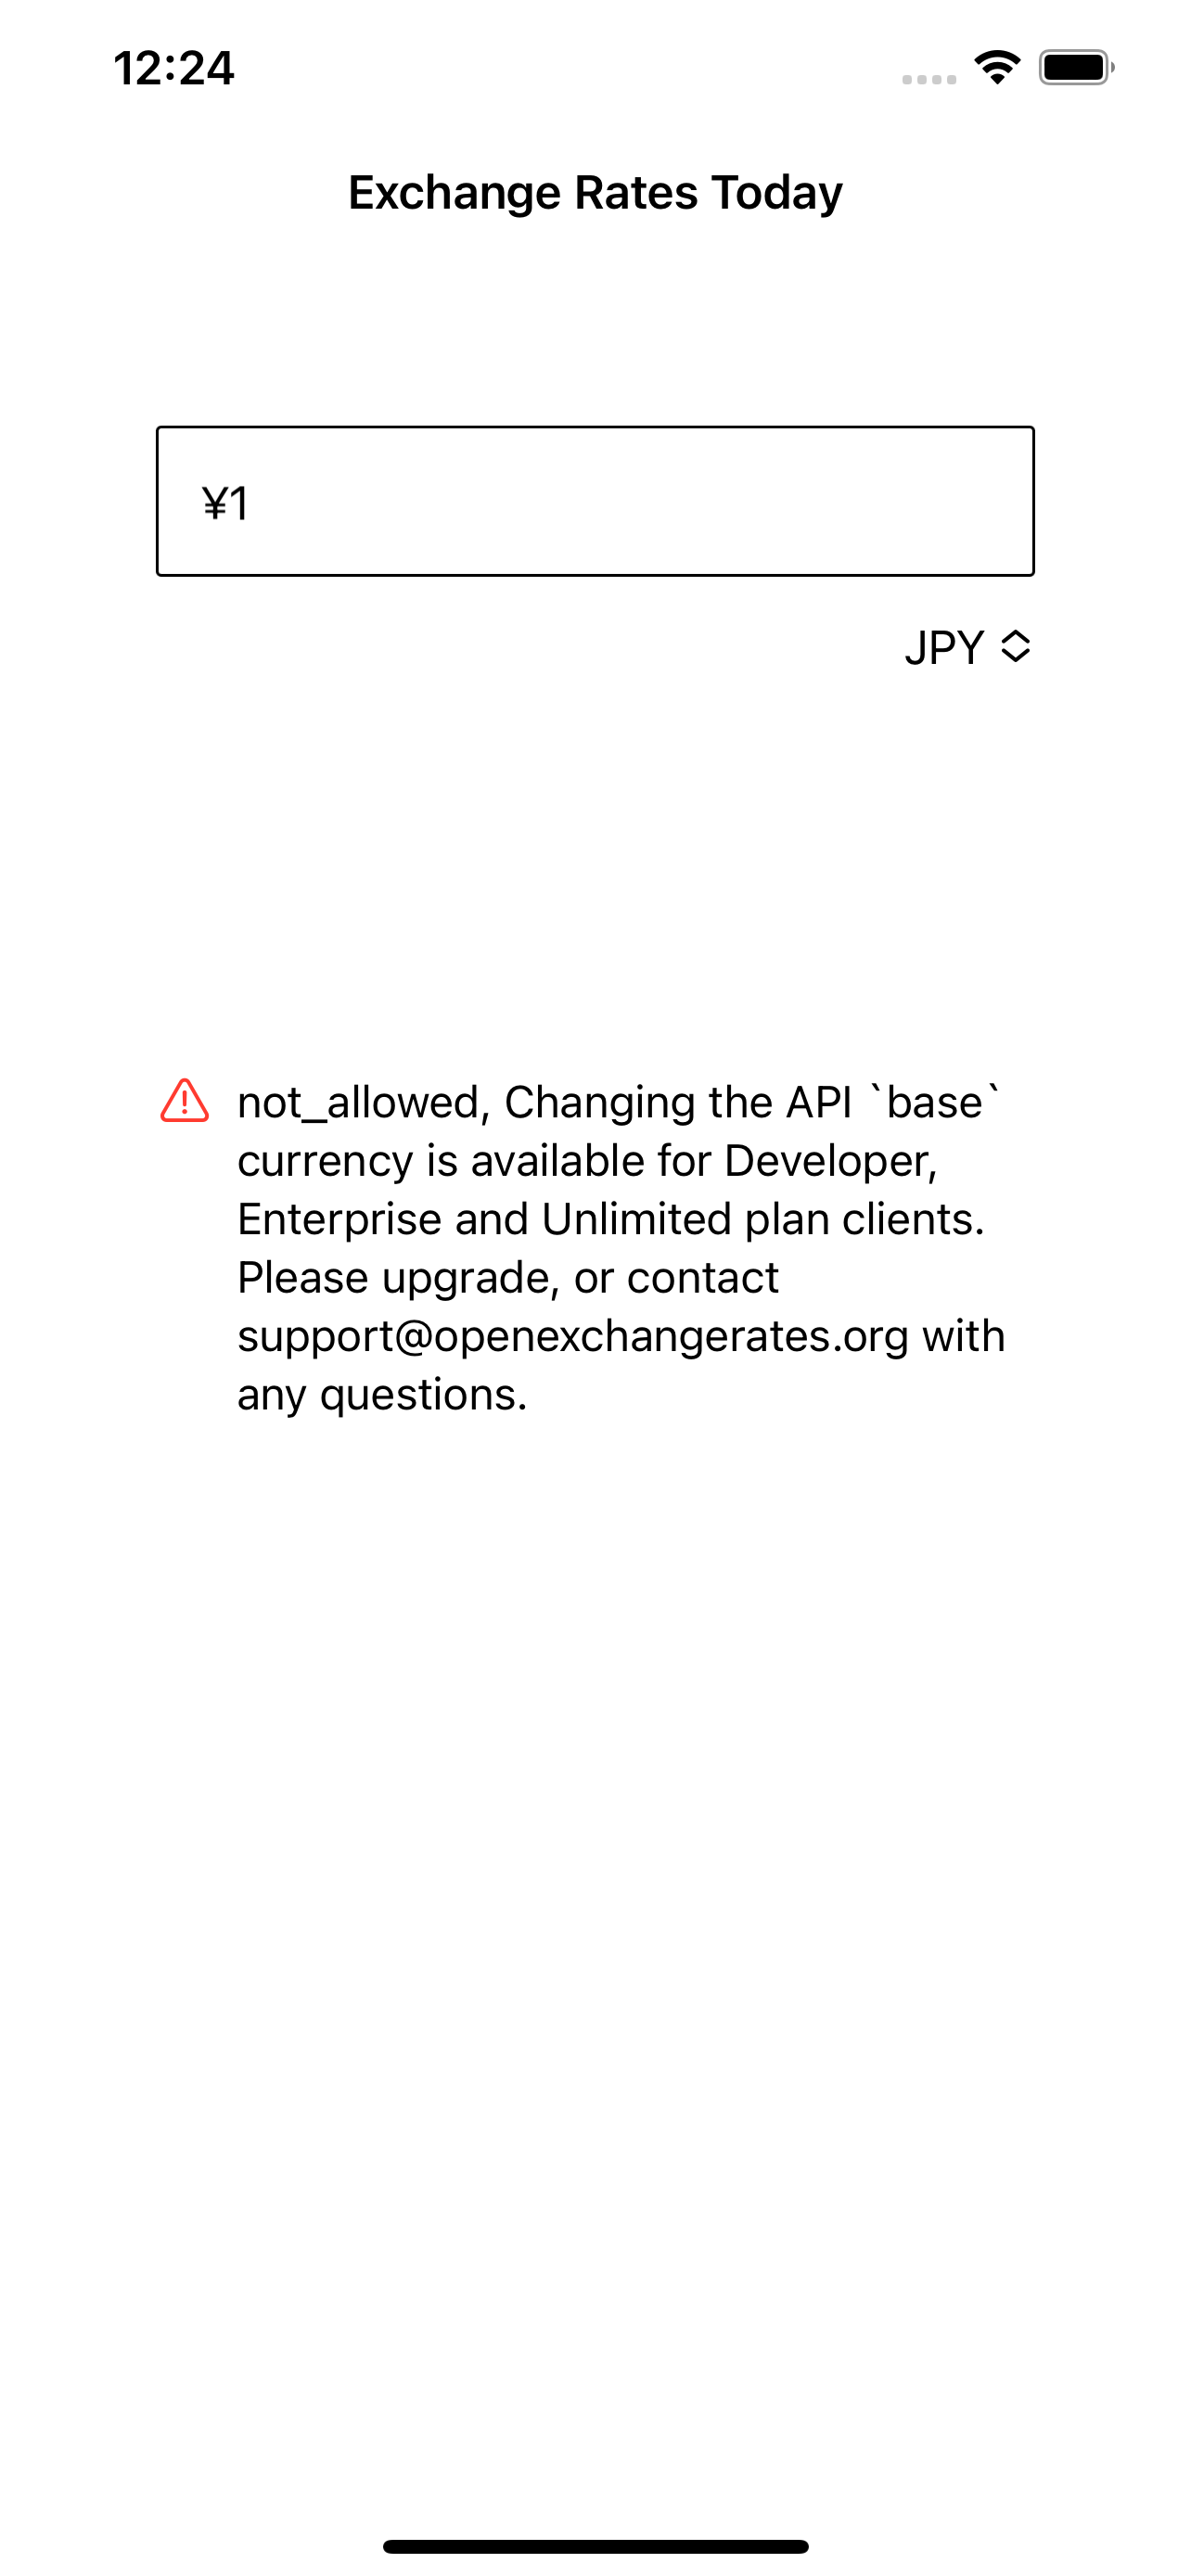 12:24
Exchange Rates Today
¥1
JPY
not_allowed, Changing the API `base`
currency is available for Developer,
Enterprise and Unlimited plan clients.
Please upgrade, or contact
support@openexchangerates.org with
any questions.